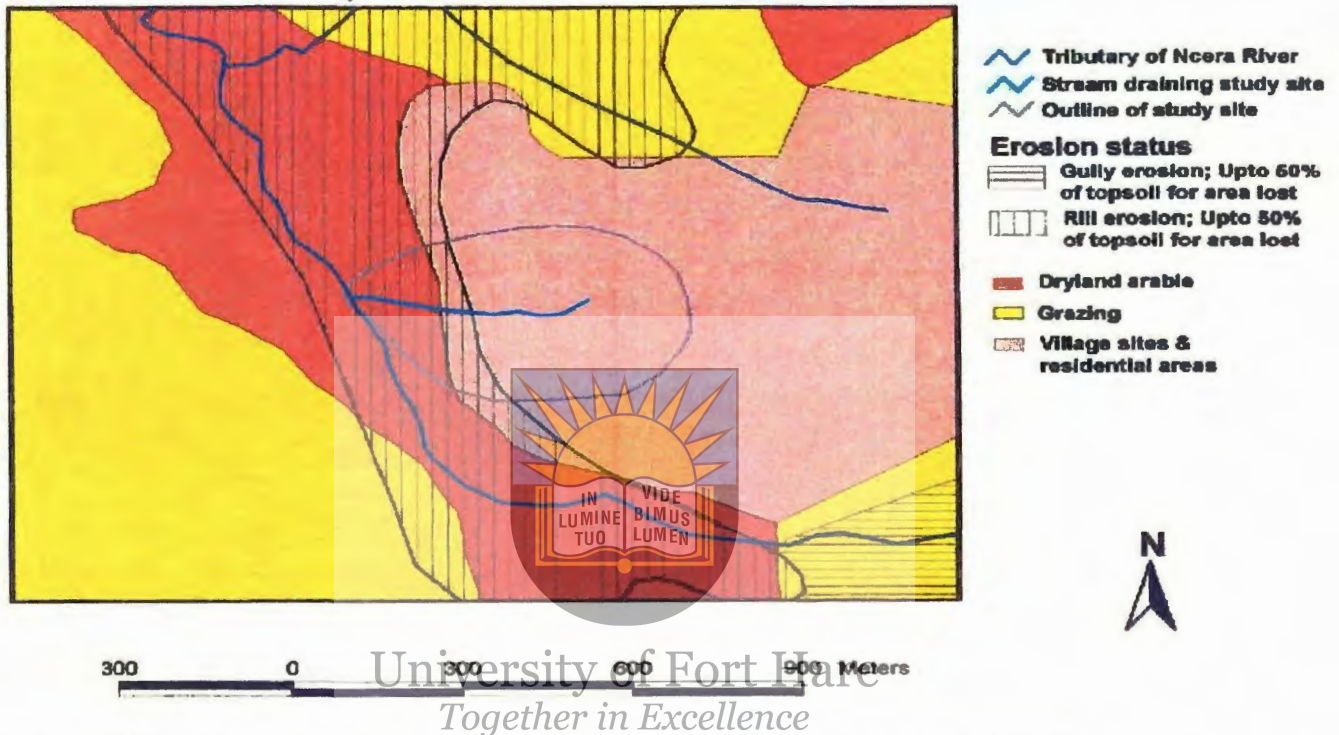 Tributary of Ncera River
Stream draining study site
Outline of study site
Erosion status
Gully erosion; Upto 60%
of topsoil for area lost
Rill erosion; Upto 50%
of topsoil for area lost
Dryland arable
Grazing
Village sites &
residential areas
IN
LUMINE
TUO
VIDE
BIMUS
LUMEN
N
300 0 300 600 900 Meters
University of Fort Hare
Together in Excellence